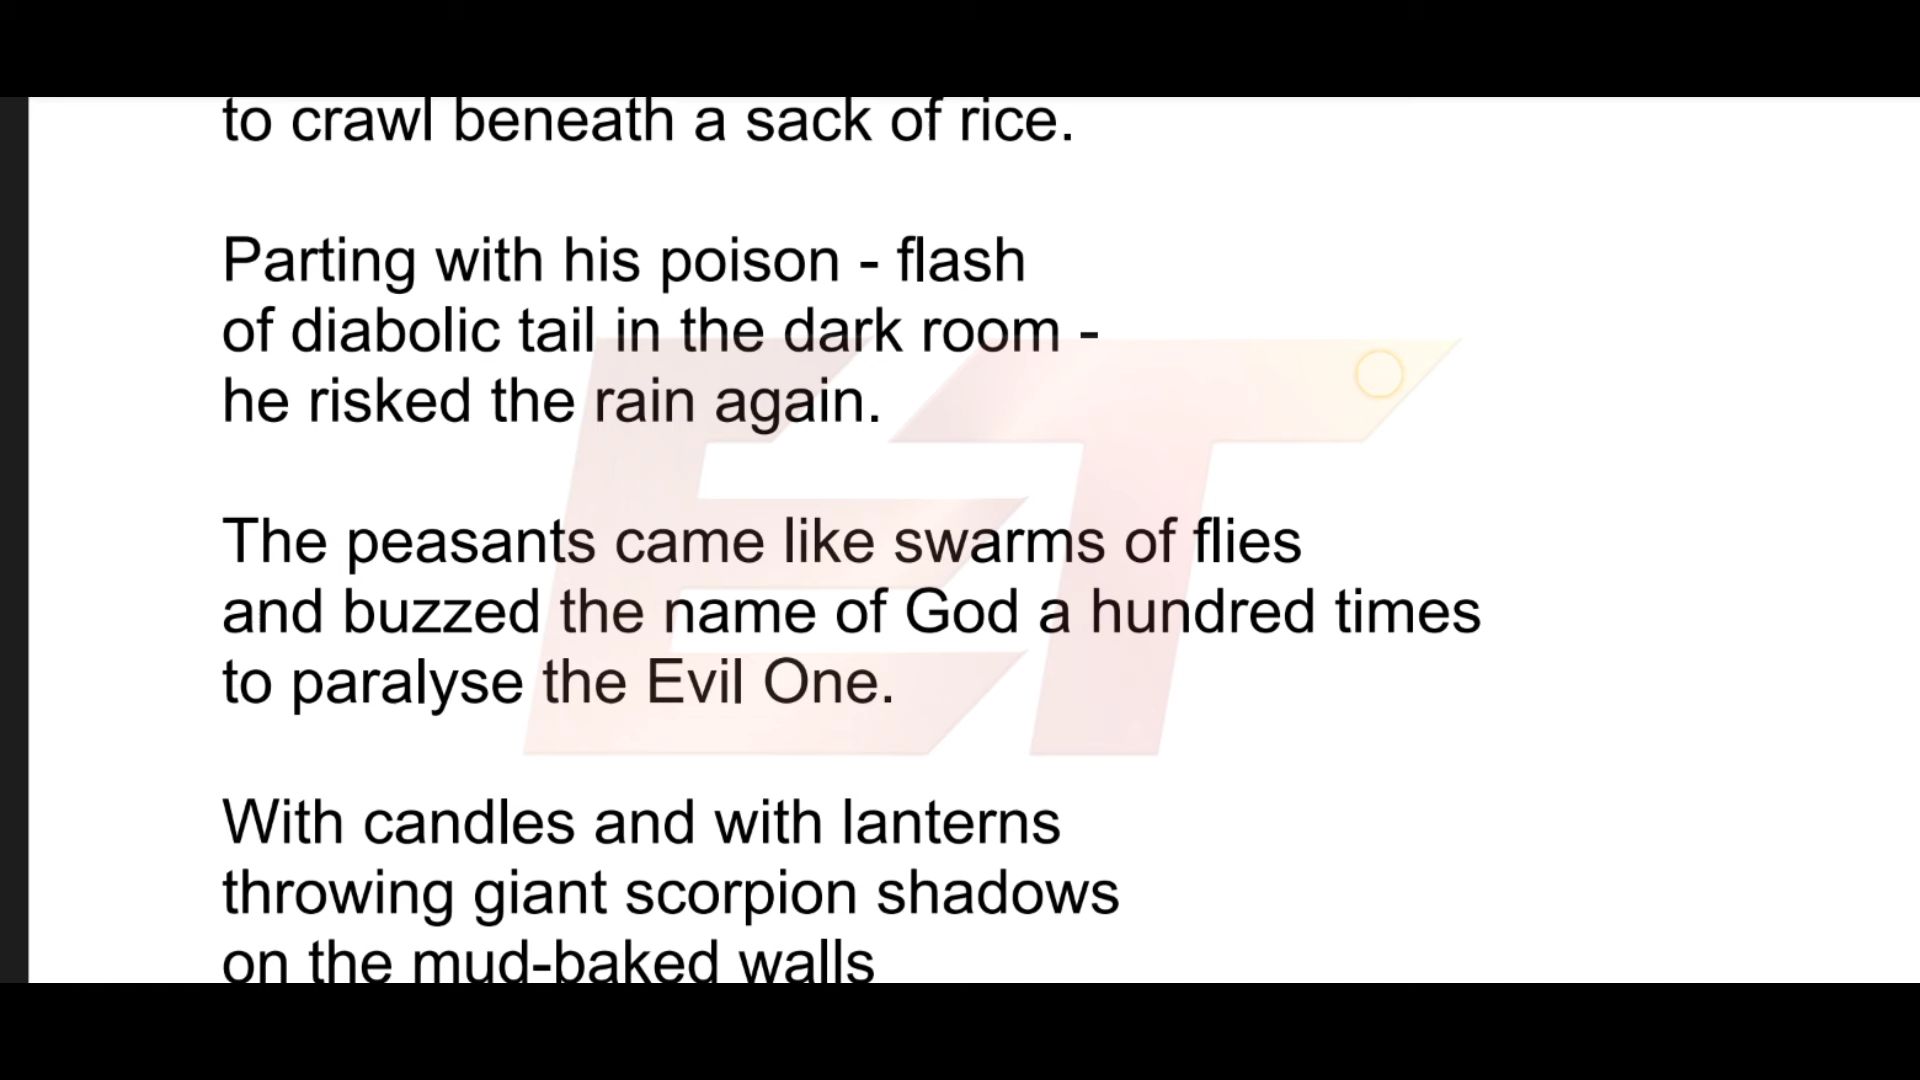 to crawl beneath a sack of rice.
Parting with his poison - flash
of diabolic tail in the dark room -
he risked the rain again.
The peasants came like swarms of flies
and buzzed the name of God a hundred times
to paralyse the Evil One.
With candles and with lanterns
throwing giant scorpion shadows
on the mud-baked walls
ET